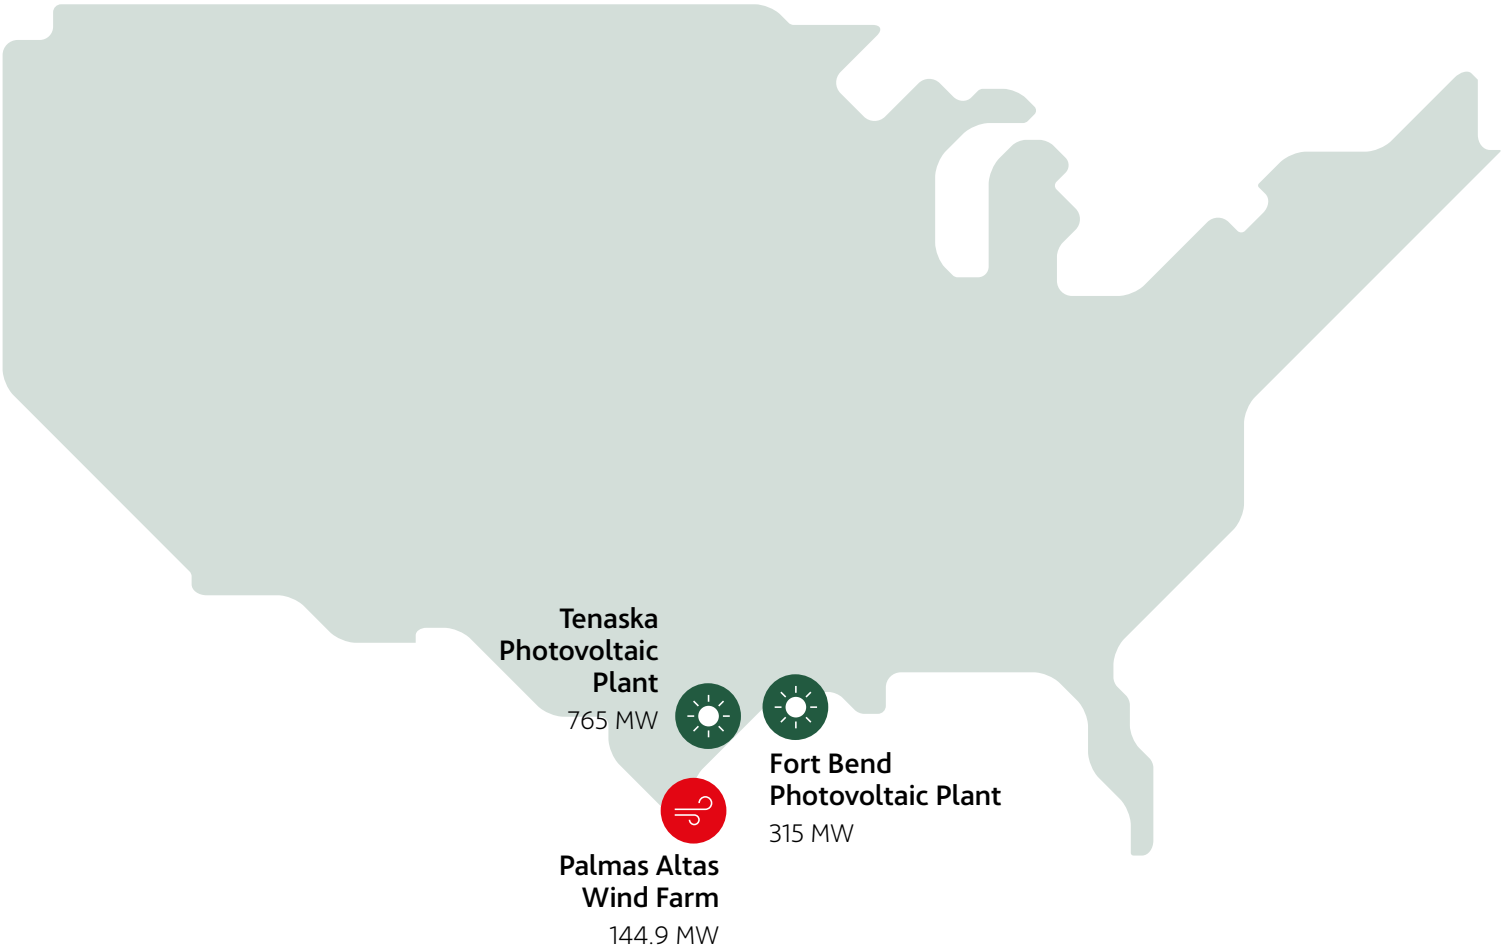 Tenaska
Photovoltaic
Plant
765 MW
Fort Bend
Photovoltaic Plant
315 MW
Palmas Altas
Wind Farm
144.9 MW